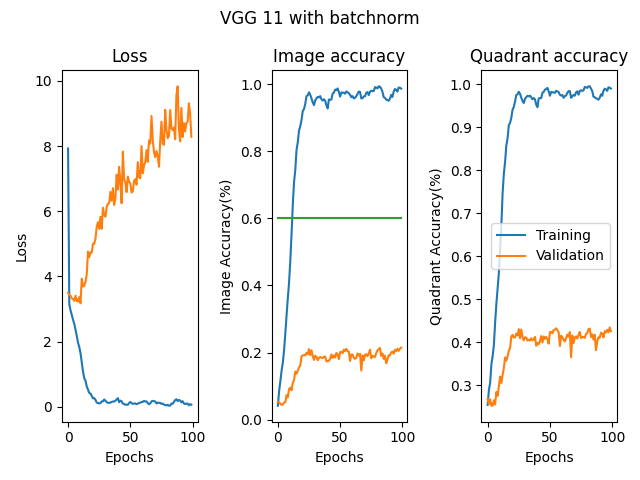 VGG 11 with batchnorm
Loss
Image accuracy
Quadrant accuracy
Loss
10
8
6
4
2
0
0
50
100
Epochs
Image Accuracy(%)
1.0
0.8
0.6
0.4
0.2
0.0
0
50
100
Epochs
Quadrant Accuracy(%)
1.0
0.9
0.8
0.7
0.6
0.5
0.4
0.3
Training
Validation
0
50
100
Epochs